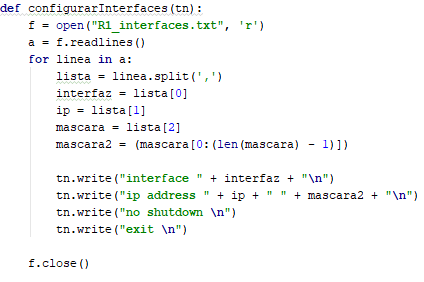 def configurarInterfaces(tn):
    f = open("R1_interfaces.txt", 'r')
    a = f.readlines()
    for linea in a:
        lista = linea.split(',')
        interfaz = lista[0]
        ip = lista[1]
        mascara = lista[2]
        mascara2 = (mascara[0:(len(mascara) - 1)])

        tn.write("interface " + interfaz + "\n")
        tn.write("ip address " + ip + " " + mascara2 + "\n")
        tn.write("no shutdown \n")
        tn.write("exit \n")

    f.close()